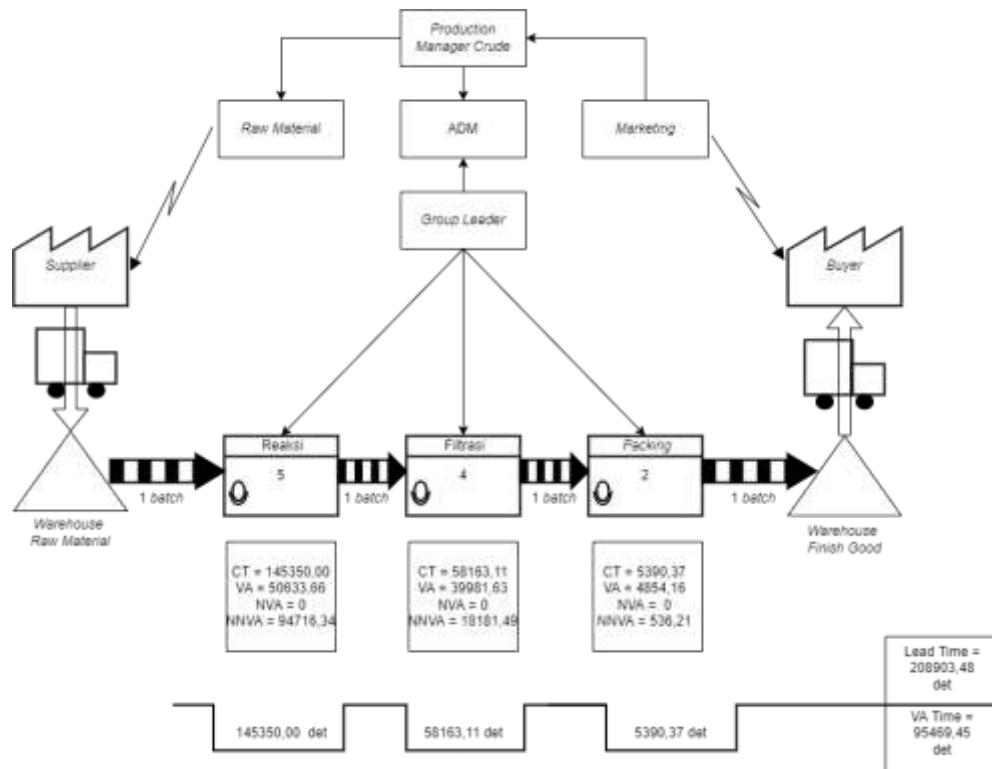 Production
Manager Crude
Raw Material
ADM
Marketing
Group Leader
Supplier
Buyer
Reaksi
5
Filtrasi
4
Packing
2
1 batch
1 batch
1 batch
1 batch
Warehouse
Raw Material
Warehouse
Finish Good
CT = 145350,00
VA = 50633,66
NVA = 0
NNVA = 94716,34
CT = 58163,11
VA = 39981,63
NVA = 0
NNVA = 18181,49
CT = 5390,37
VA = 4854,16
NVA = 0
NNVA = 536,21
Lead Time =
208903,48
det
145350,00 det
58163,11 det
5390,37 det
VA Time =
95469,45
det